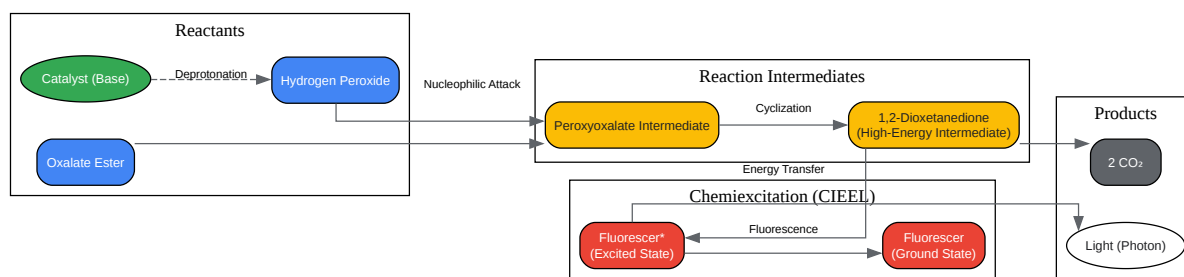 Reactants
Catalyst (Base)
Deprotonation
Hydrogen Peroxide
Oxalate Ester
Nucleophilic Attack
Reaction Intermediates
Peroxyoxalate Intermediate
Cyclization
1,2-Dioxetanedione
(High-Energy Intermediate)
Energy Transfer
Chemiexcitation (CIEEL)
Fluorescer*
(Excited State)
Fluorescence
Fluorescer
(Ground State)
Products
2 CO₂
Light (Photon)